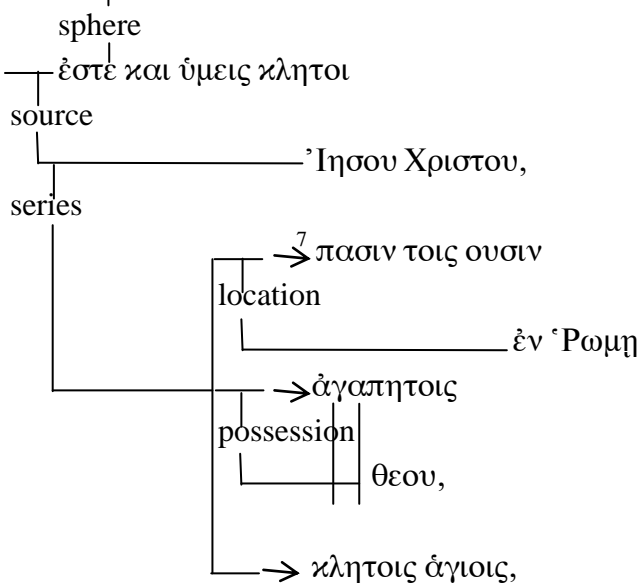 sphere
ἐστε και ὑμεις κλητοι
source
Ἰησου Χριστου,
series
7 πασιν τοις ουσιν
location
ἐν Ῥωμῃ
ἀγαπητοις
possession
θεου,
κλητοις ἁγιοις,